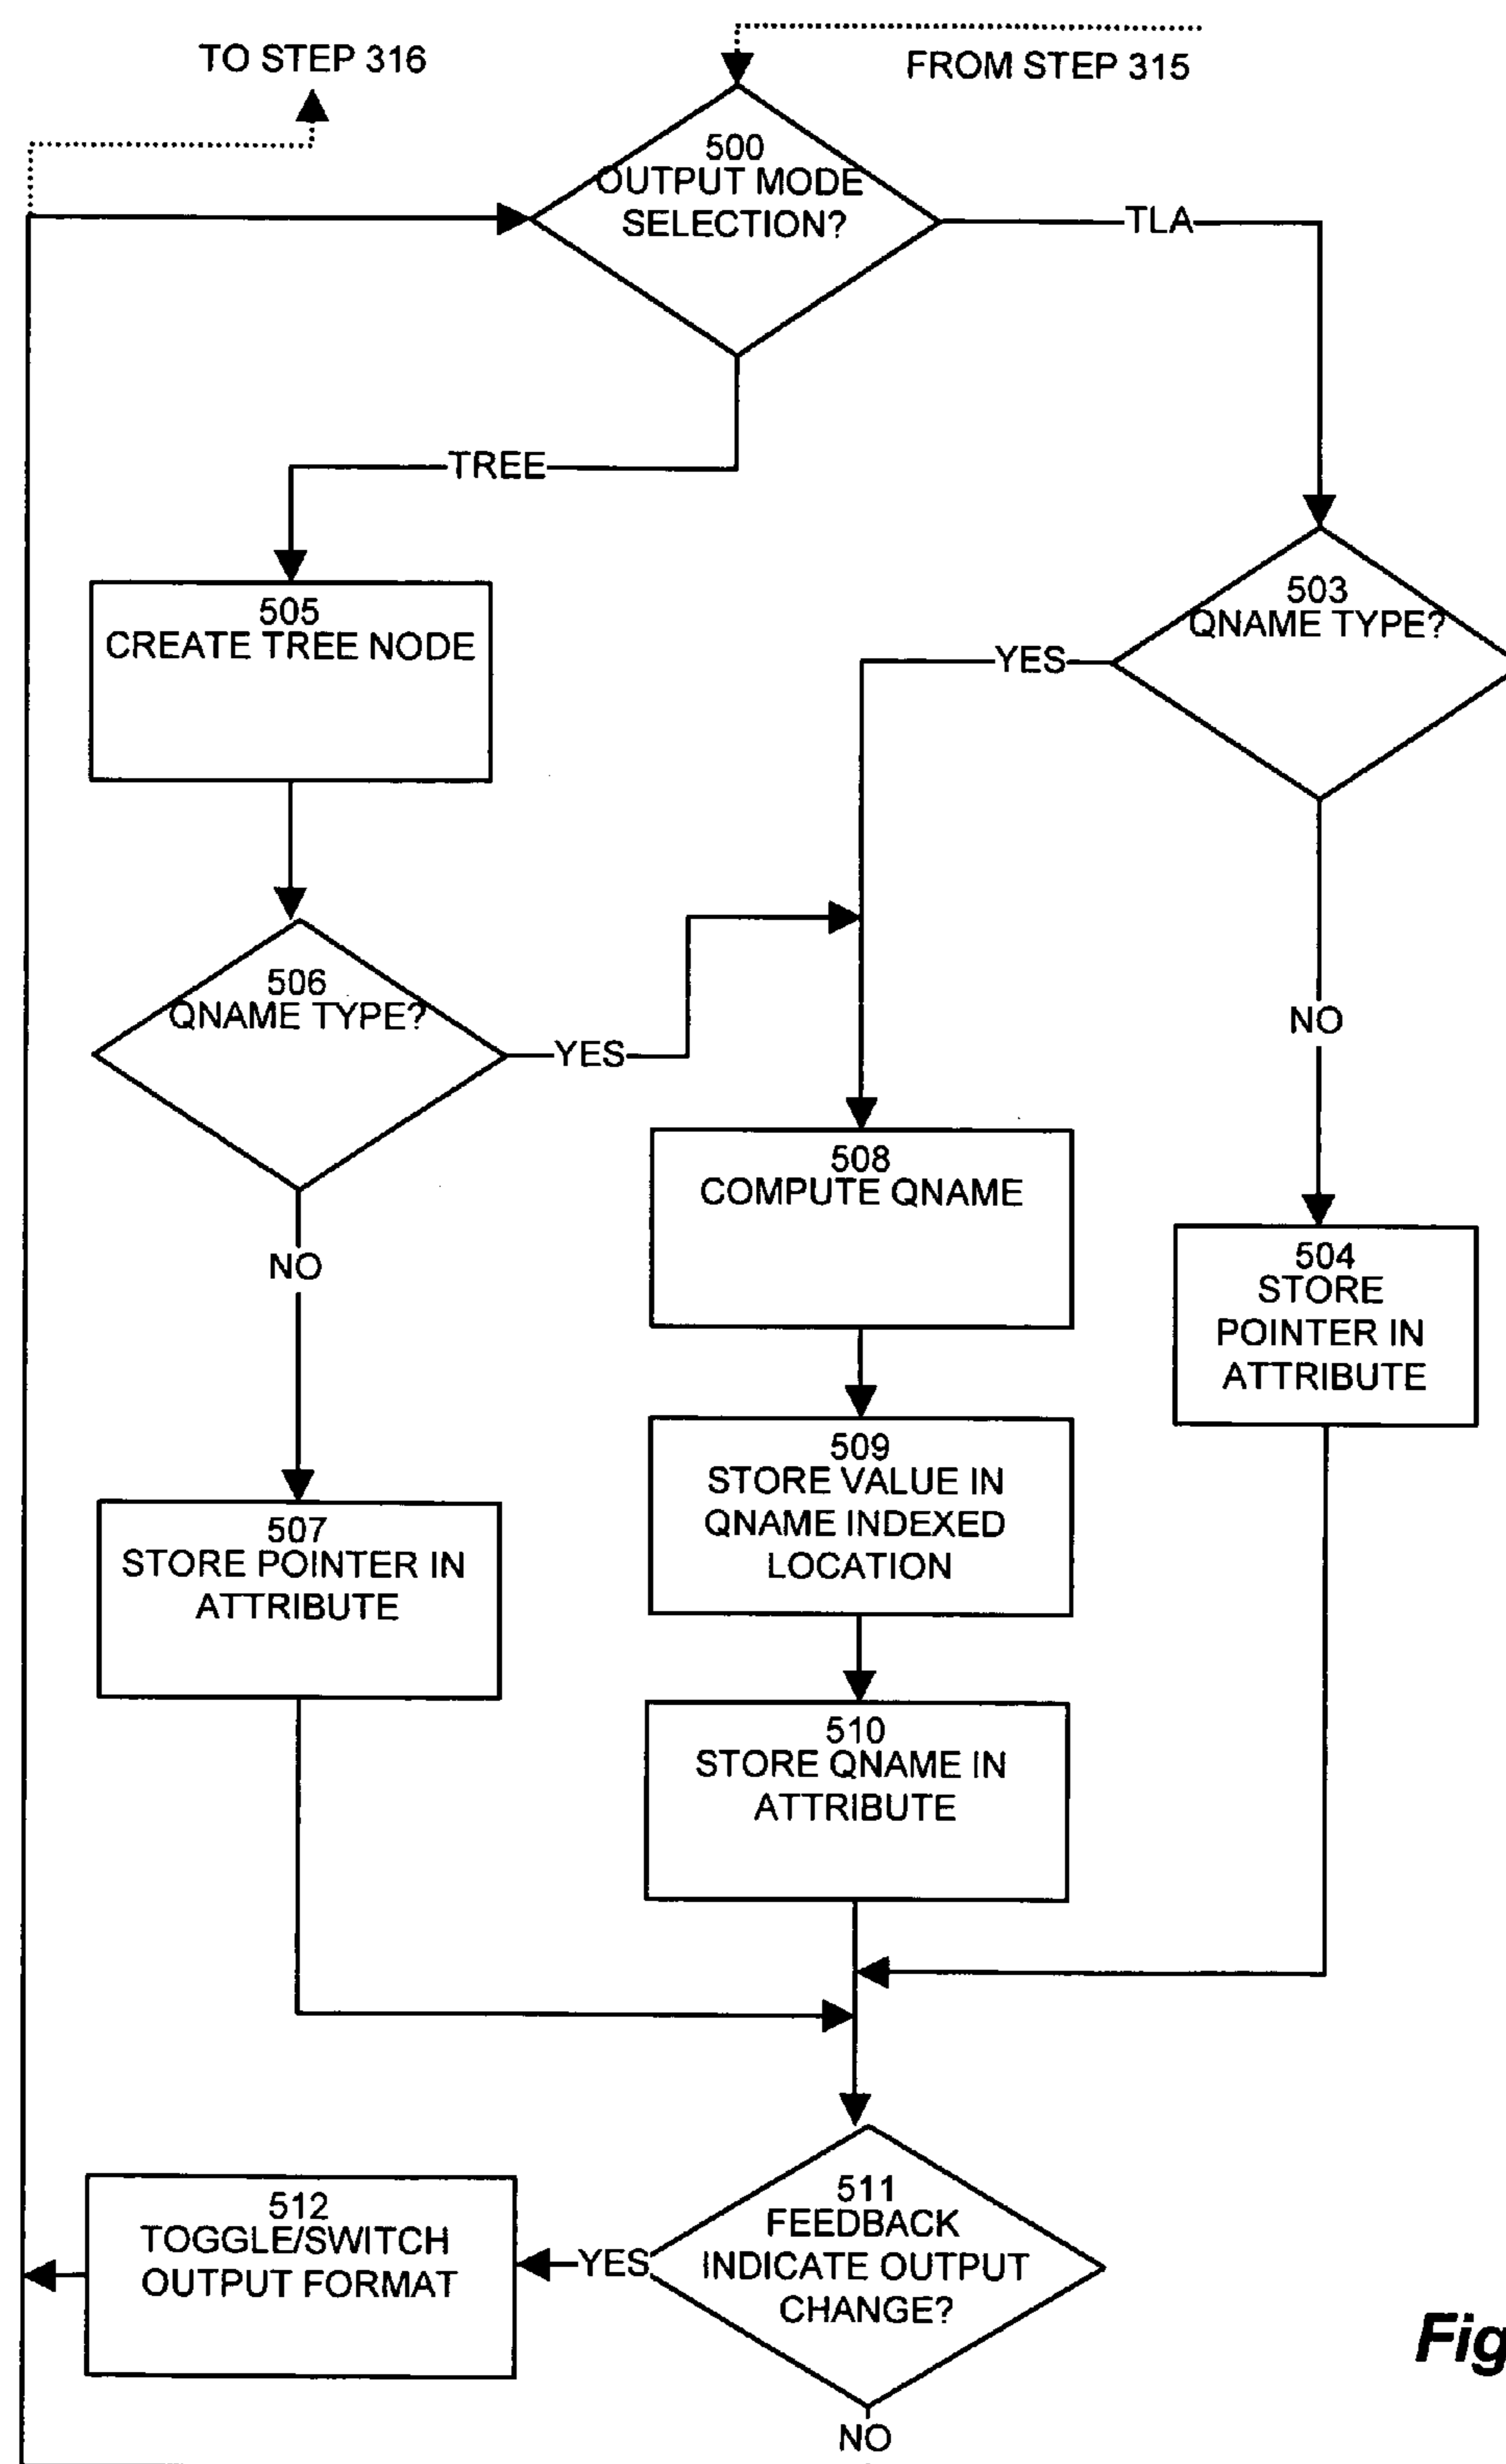 TO STEP 316
FROM STEP 315
500
OUTPUT MODE
SELECTION?
TLA
TREE
505
CREATE TREE NODE
503
QNAME TYPE?
YES
506
QNAME TYPE?
YES
NO
NO
508
COMPUTE QNAME
504
STORE
POINTER IN
ATTRIBUTE
507
STORE POINTER IN
ATTRIBUTE
509
STORE VALUE IN
QNAME INDEXED
LOCATION
510
STORE QNAME IN
ATTRIBUTE
511
FEEDBACK
INDICATE OUTPUT
CHANGE?
YES
512
TOGGLE/SWITCH
OUTPUT FORMAT
NO
Fig